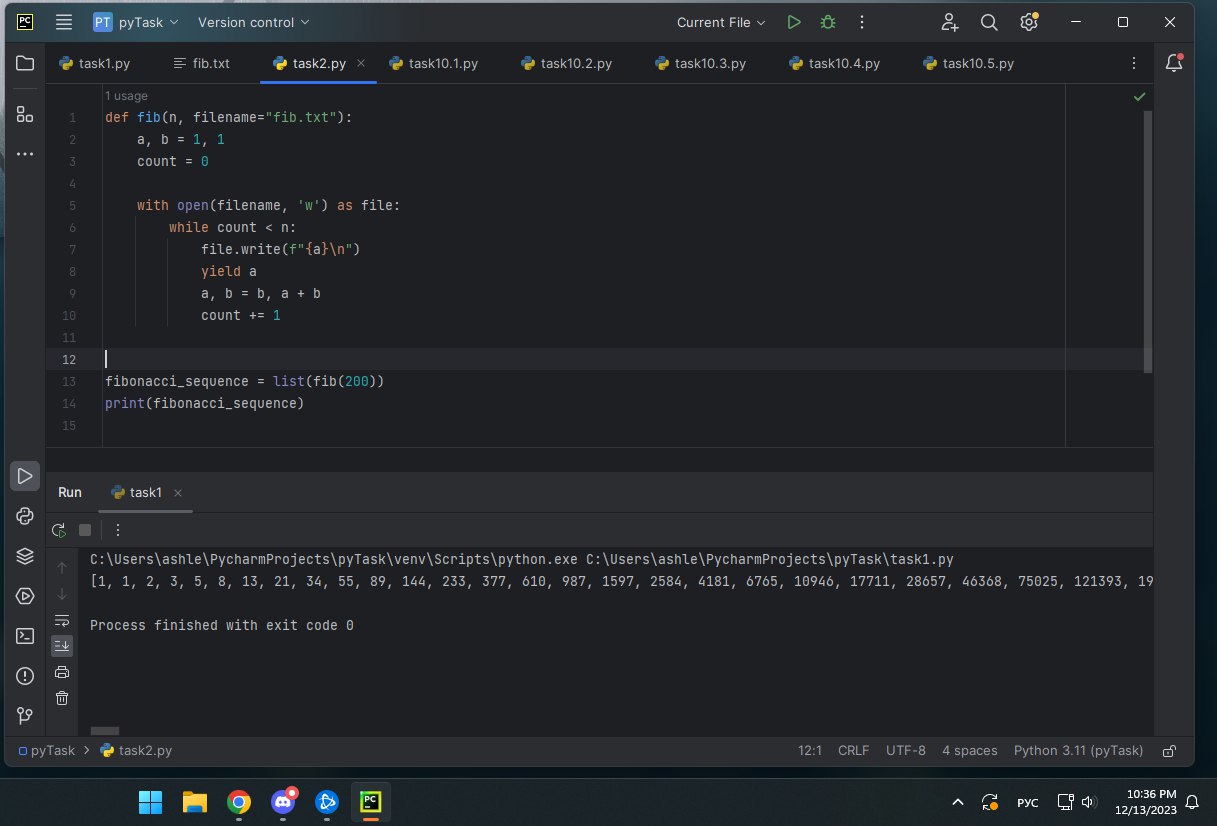 PC PT pyTask Version control Current File
task1.py fib.txt task2.py task10.1.py task10.2.py task10.3.py task10.4.py task10.5.py
1 usage
1 def fib(n, filename="fib.txt"):
2 a, b = 1, 1
3 count = 0
4
5 with open(filename, 'w') as file:
6 while count < n:
7 file.write(f"{a}\n")
8 yield a
9 a, b = b, a + b
10 count += 1
11
12
13 fibonacci_sequence = list(fib(200))
14 print(fibonacci_sequence)
15
Run task1
C:\Users\ashle\PycharmProjects\pyTask\venv\Scripts\python.exe C:\Users\ashle\PycharmProjects\pyTask\task1.py
[1, 1, 2, 3, 5, 8, 13, 21, 34, 55, 89, 144, 233, 377, 610, 987, 1597, 2584, 4181, 6765, 10946, 17711, 28657, 46368, 75025, 121393, 19
Process finished with exit code 0
pyTask > task2.py 12:1 CRLF UTF-8 4 spaces Python 3.11 (pyTask)
PC РУС 10:36 PM
12/13/2023